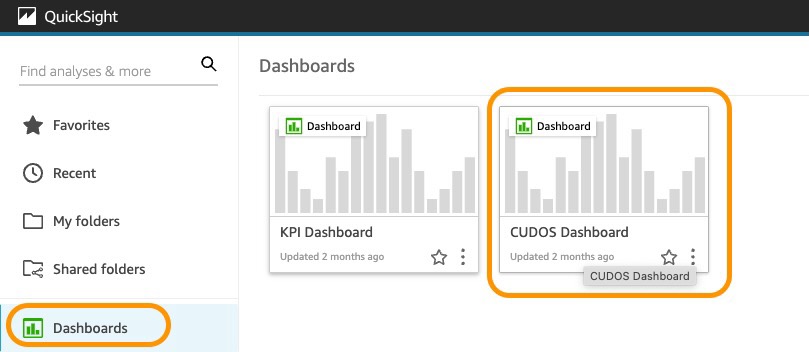 QuickSight
Find analyses & more
Favorites
Recent
My folders
Shared folders
Dashboards
Dashboards
Dashboard
KPI Dashboard
Updated 2 months ago
Dashboard
CUDOS Dashboard
Updated 2 months ago
CUDOS Dashboard